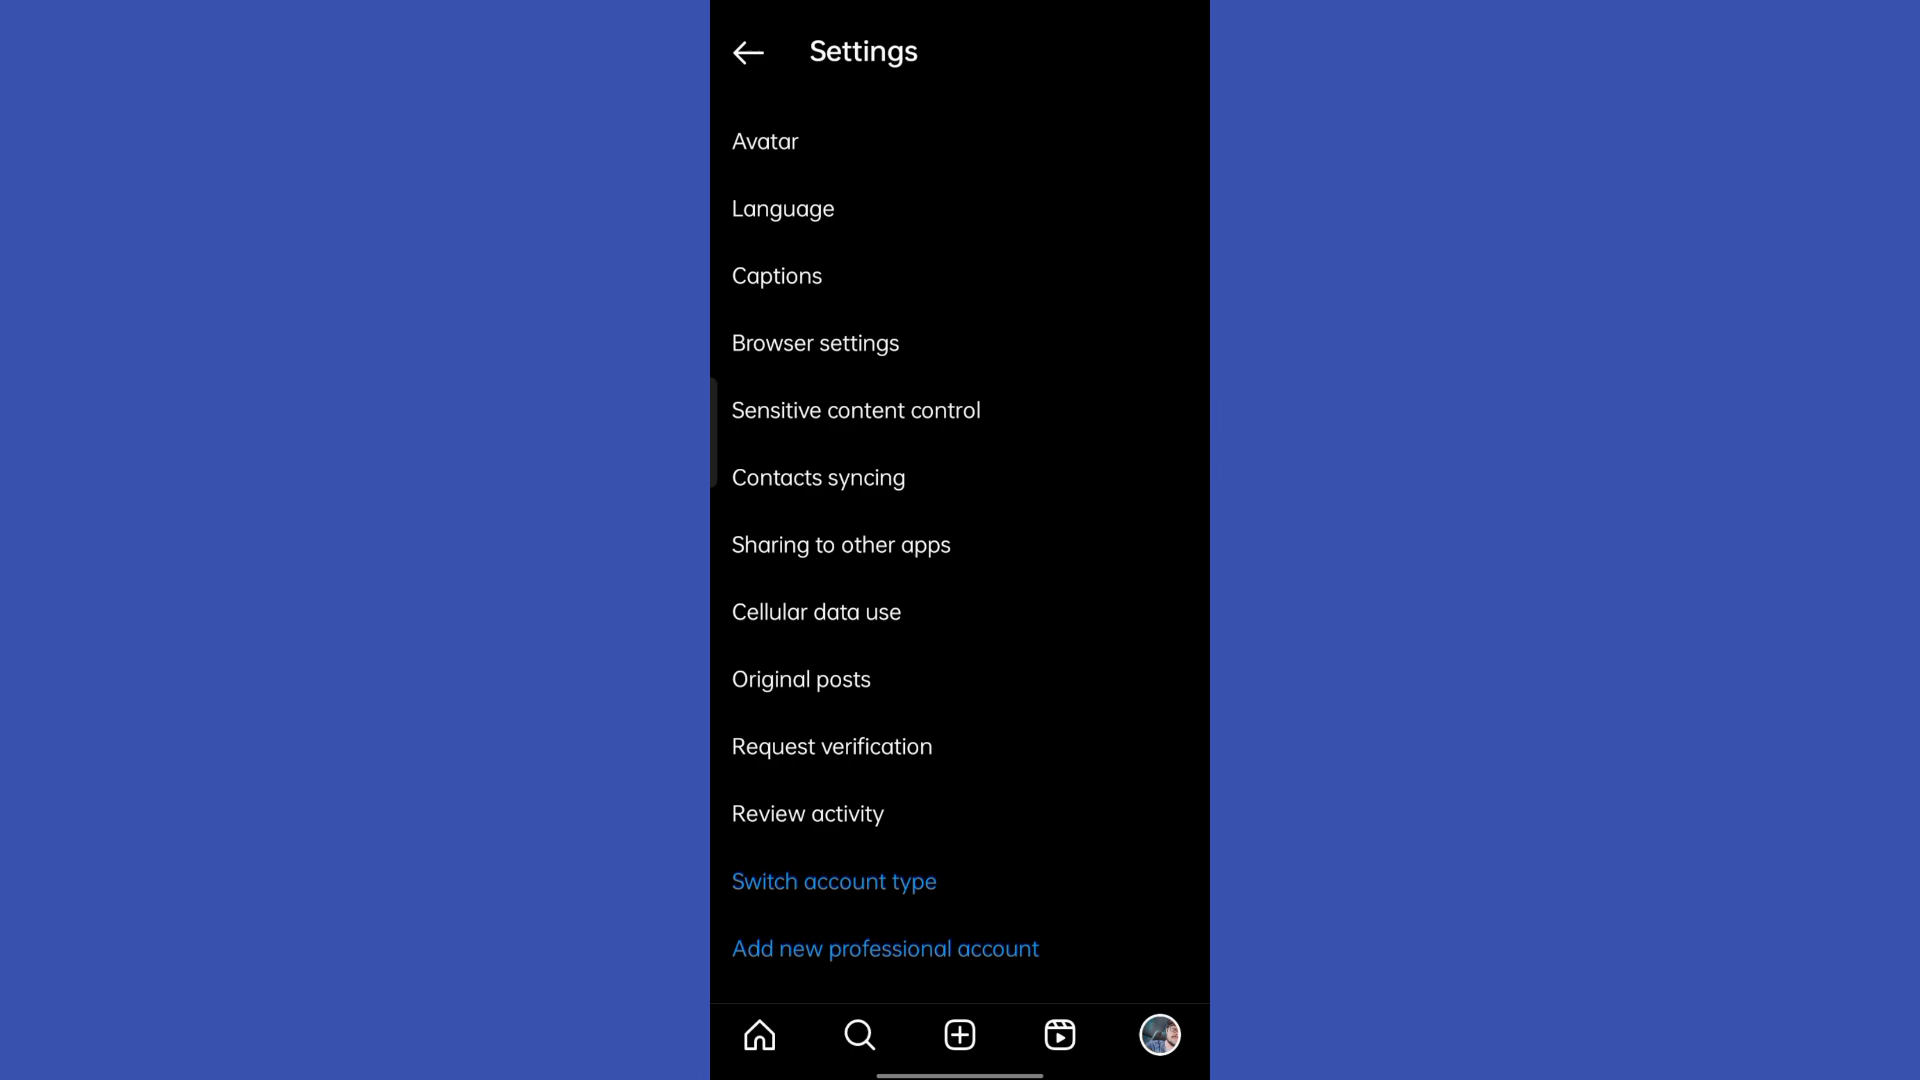 Settings
Avatar
Language
Captions
Browser settings
Sensitive content control
Contacts syncing
Sharing to other apps
Cellular data use
Original posts
Request verification
Review activity
Switch account type
Add new professional account